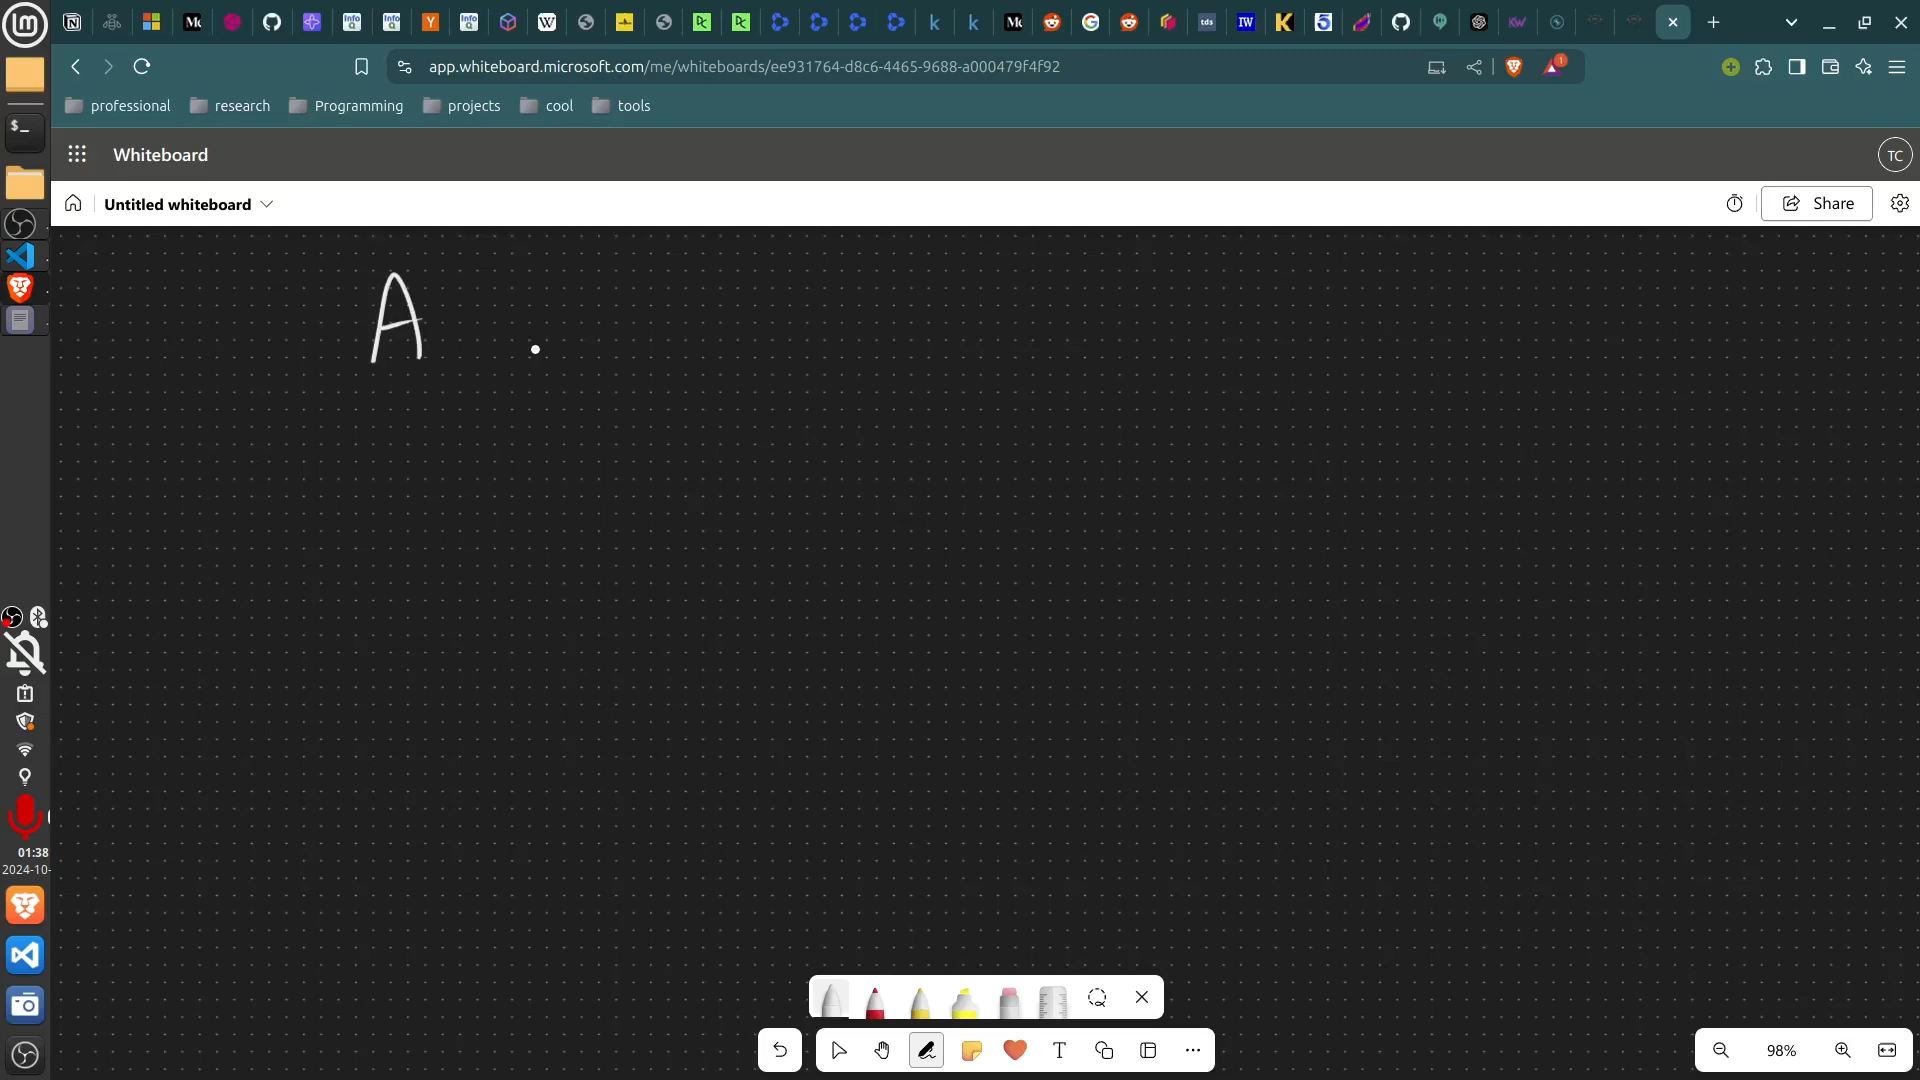 app.whiteboard.microsoft.com/me/whiteboards/ee931764-d8c6-4465-9688-a000479f4f92
1
professional research Programming projects cool tools
Whiteboard
TC
Untitled whiteboard
Share
A
01:38
2024-10-
T
98%